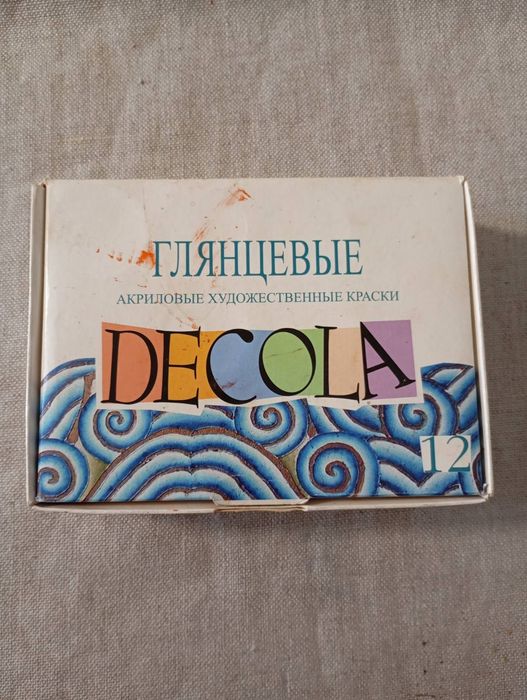 ГЛЯНЦЕВЫЕ
АКРИЛОВЫЕ ХУДОЖЕСТВЕННЫЕ КРАСКИ
DECOLA
12